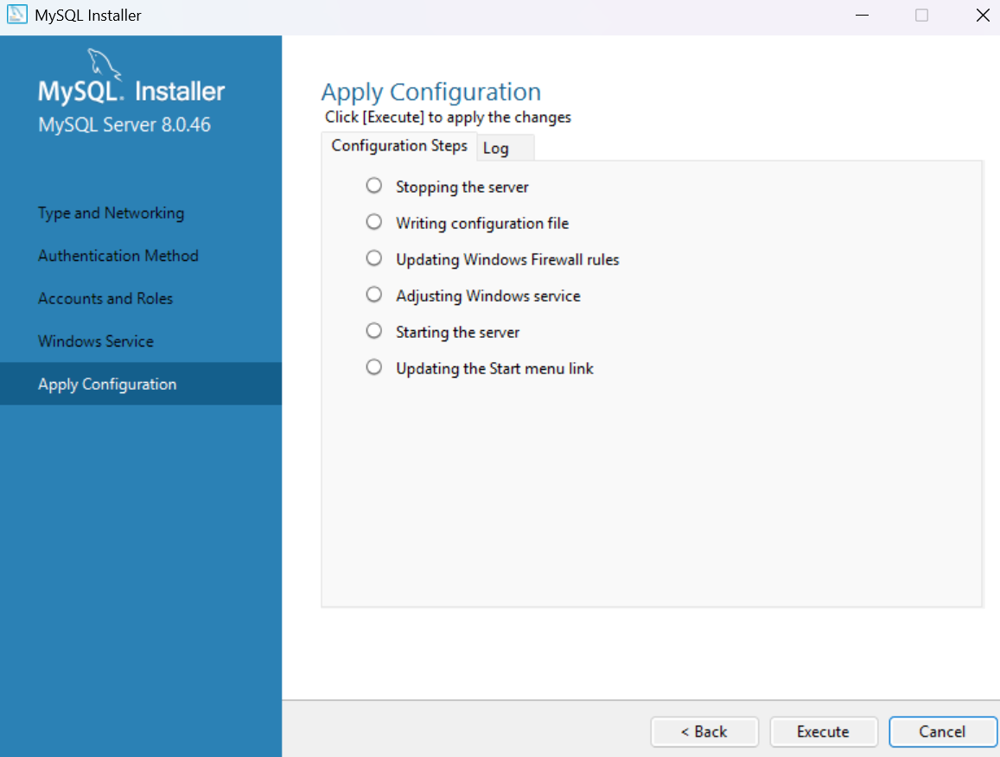 MySQL Installer
MySQL. Installer
MySQL Server 8.0.46
Type and Networking
Authentication Method
Accounts and Roles
Windows Service
Apply Configuration
Apply Configuration
Click [Execute] to apply the changes
Configuration Steps
Log
Stopping the server
Writing configuration file
Updating Windows Firewall rules
Adjusting Windows service
Starting the server
Updating the Start menu link
< Back
Execute
Cancel